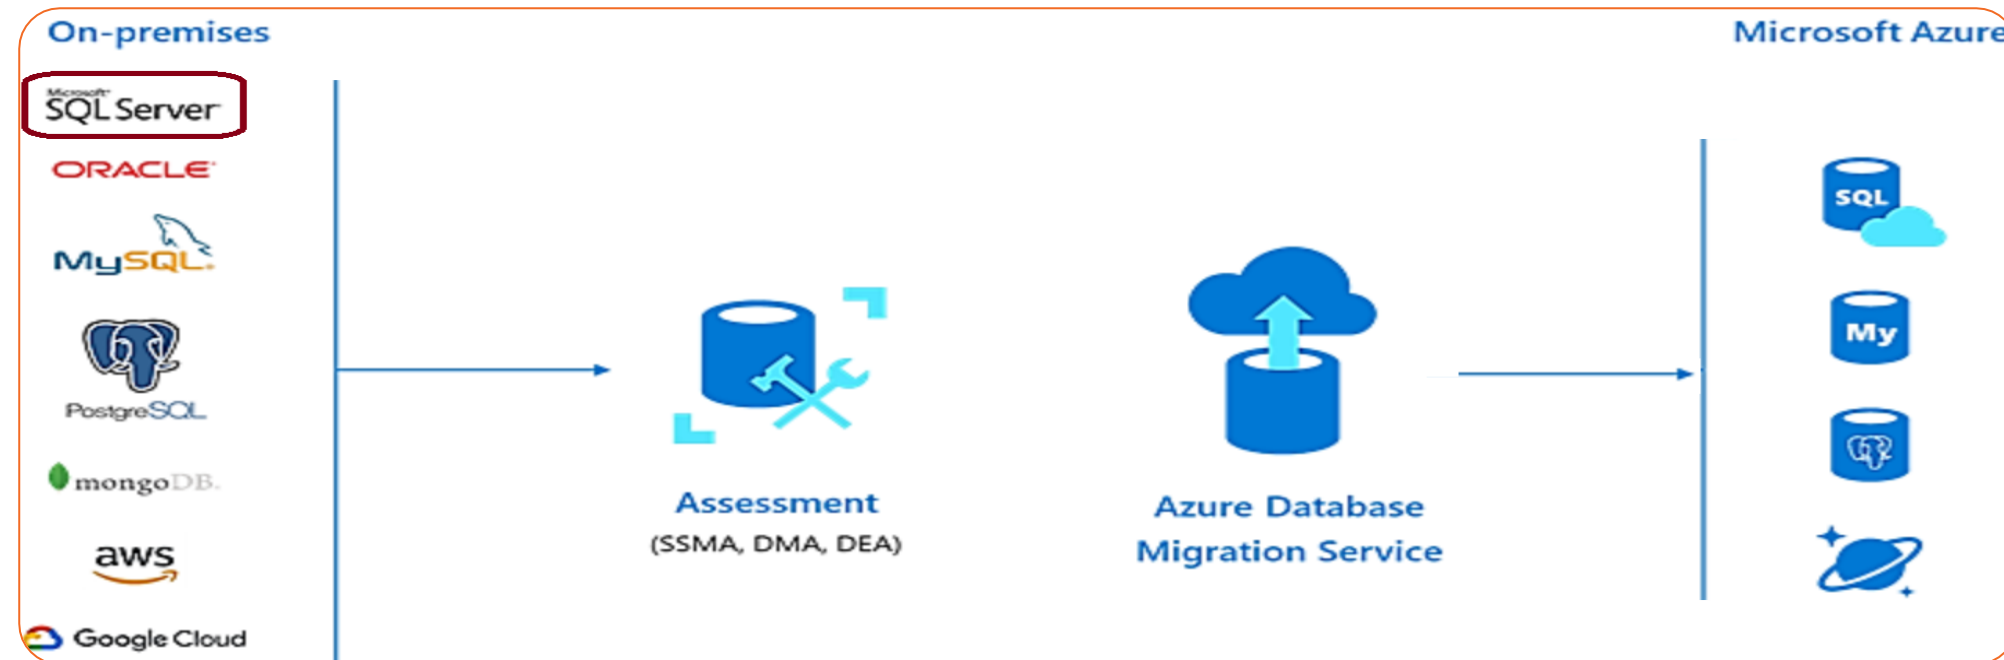 On-premises
Microsoft Azure
Microsoft
SQL Server
ORACLE
MySQL
PostgreSQL
mongoDB.
aws
Google Cloud
Assessment
(SSMA, DMA, DEA)
Azure Database
Migration Service
SQL
My